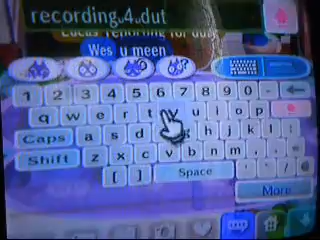 recording 4 dut
Lucas reporting for dut
Wes u meen
1 2 3 4 5 6 7 8 9 0 -
q w e r t u i o p
Caps a s d h j k l :
Shift z x c v b n m , .
[ ] Space ' / @
More